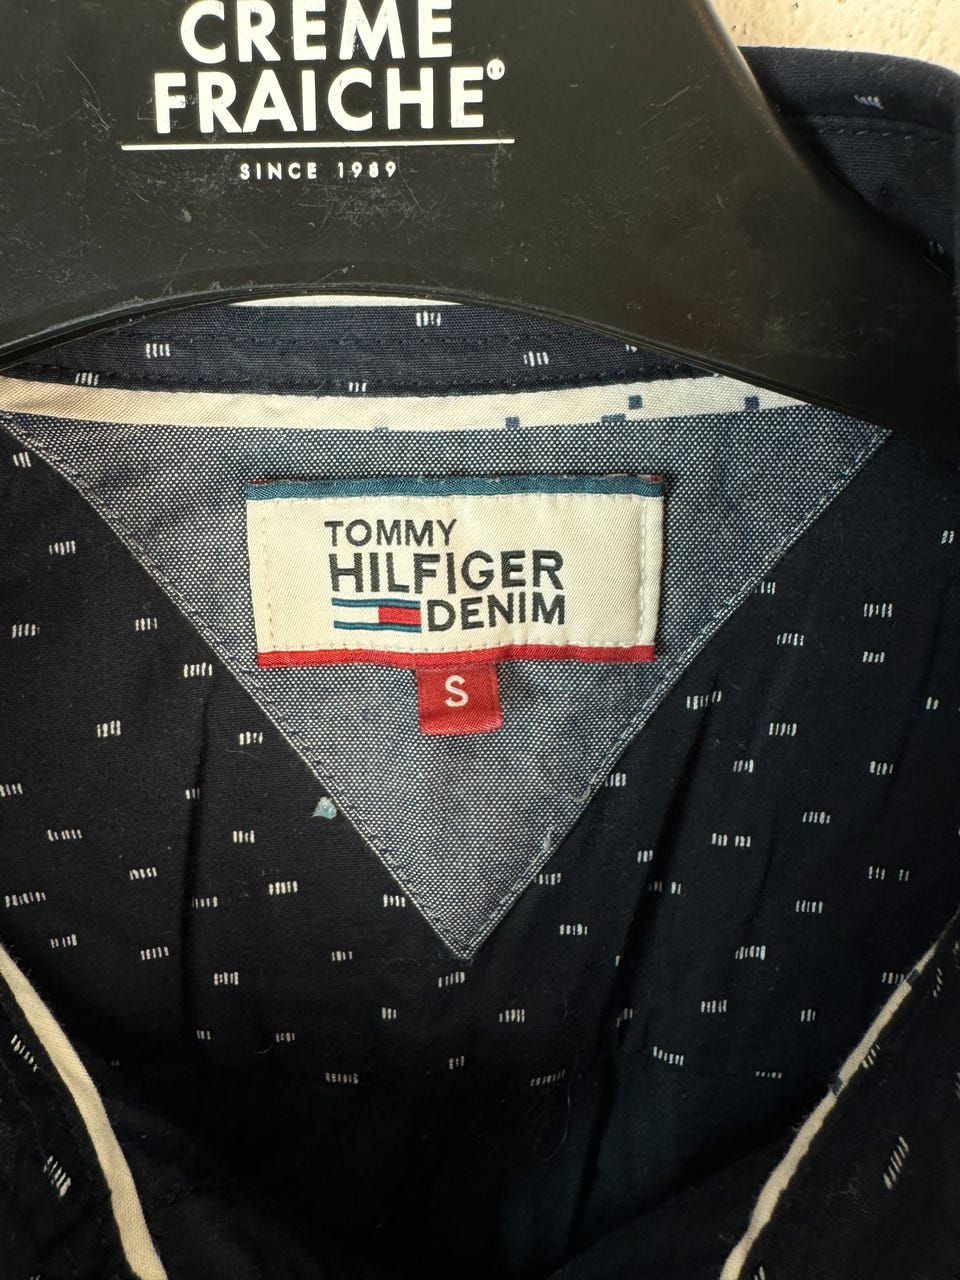 CREME
FRAICHE
SINCE 1989
TOMMY
HILFIGER
DENIM
S